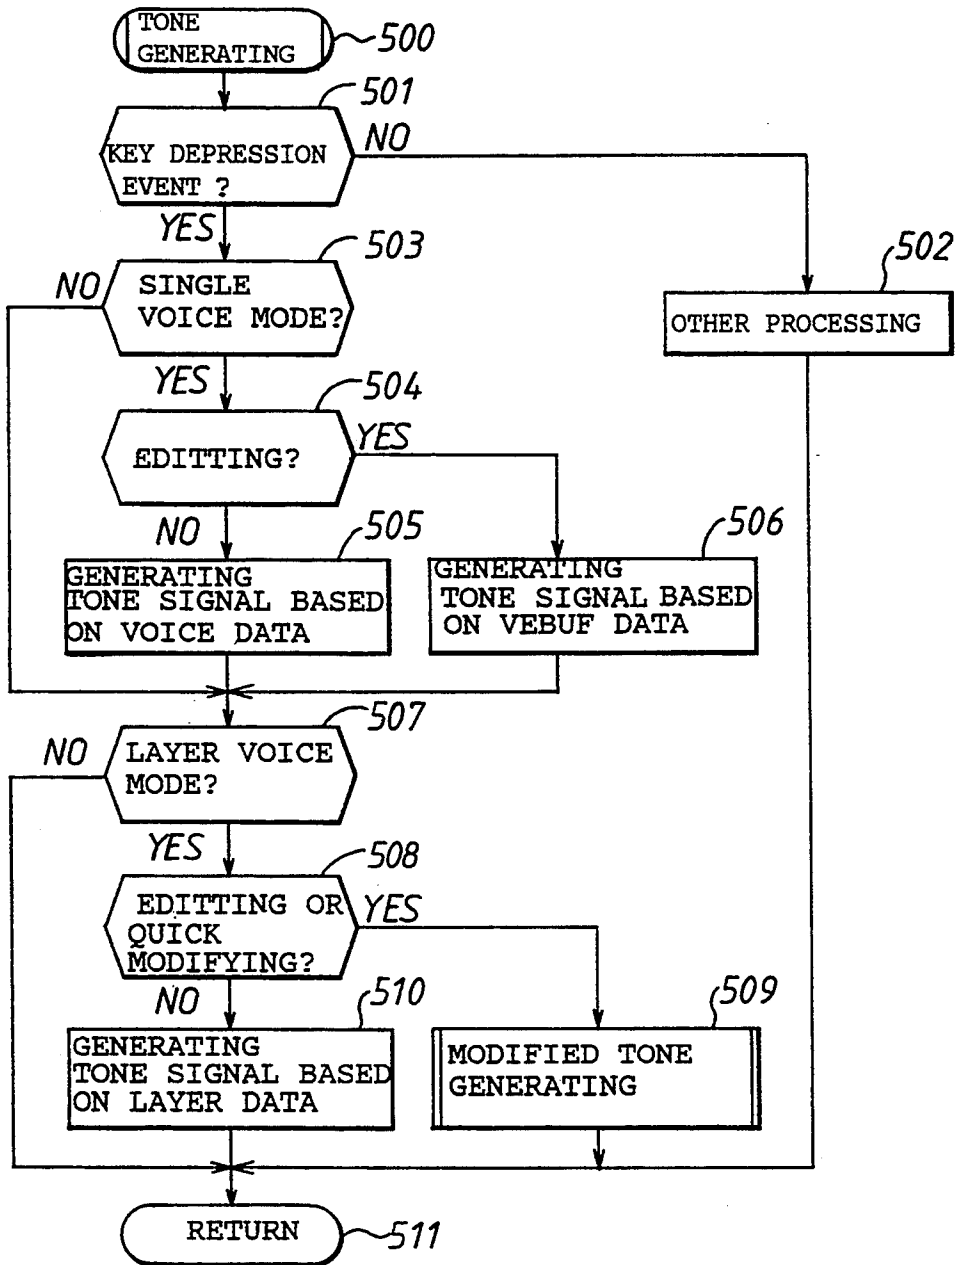 TONE
GENERATING
500
501
KEY DEPRESSION
EVENT ?
NO
YES
503
502
NO
SINGLE
VOICE MODE?
OTHER PROCESSING
YES
504
EDITTING?
YES
NO
505
506
GENERATING
TONE SIGNAL BASED
ON VOICE DATA
GENERATING
TONE SIGNAL BASED
ON VEBUF DATA
507
NO
LAYER VOICE
MODE?
YES
508
EDITTING OR
QUICK
MODIFYING?
YES
NO
510
509
GENERATING
TONE SIGNAL BASED
ON LAYER DATA
MODIFIED TONE
GENERATING
RETURN
511